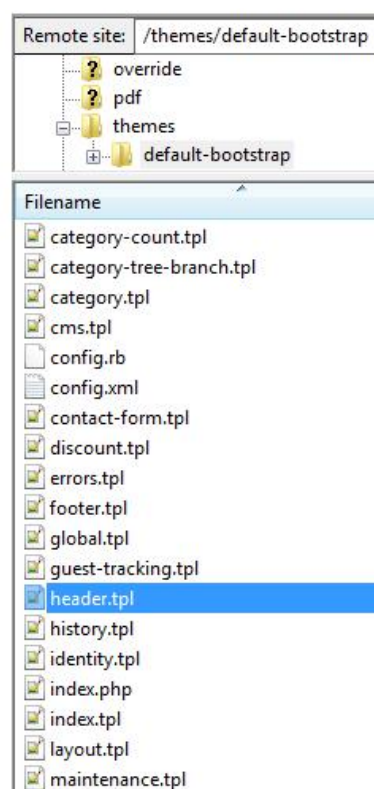 Remote site: /themes/default-bootstrap
override
pdf
themes
default-bootstrap
Filename
category-count.tpl
category-tree-branch.tpl
category.tpl
cms.tpl
config.rb
config.xml
contact-form.tpl
discount.tpl
errors.tpl
footer.tpl
global.tpl
guest-tracking.tpl
header.tpl
history.tpl
identity.tpl
index.php
index.tpl
layout.tpl
maintenance.tpl